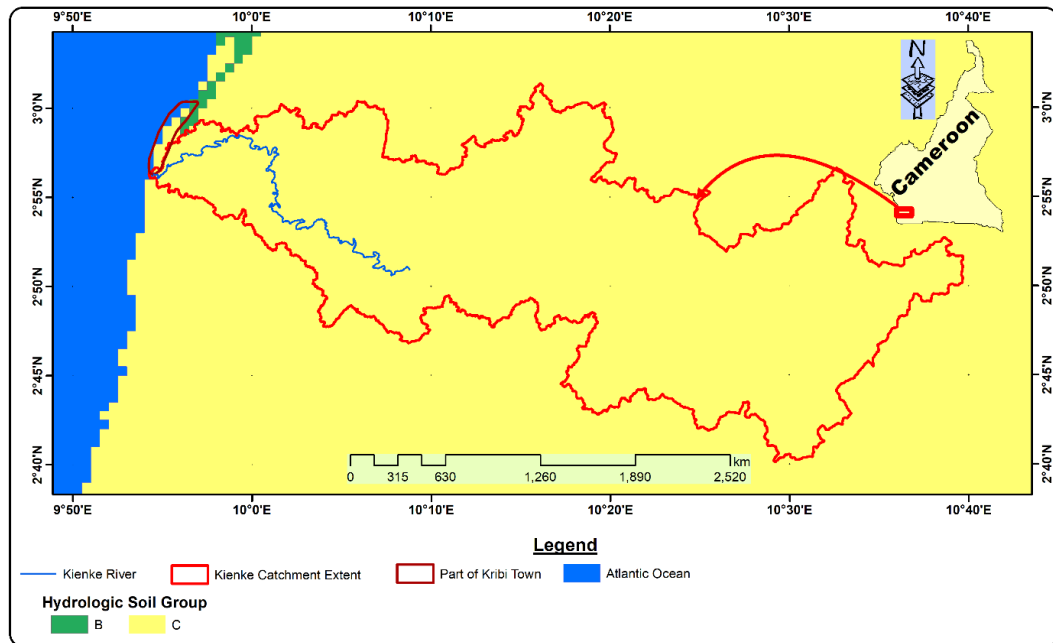 9°50'E 10°0'E 10°10'E 10°20'E 10°30'E 10°40'E
N
Cameroon
3°0'N 3°0'N
2°55'N 2°55'N
2°50'N 2°50'N
2°45'N 2°45'N
2°40'N 2°40'N
km
0 315 630 1,260 1,890 2,520
9°50'E 10°0'E 10°10'E 10°20'E 10°30'E 10°40'E
Legend
Kienke River Kienke Catchment Extent Part of Kribi Town Atlantic Ocean
Hydrologic Soil Group
B C